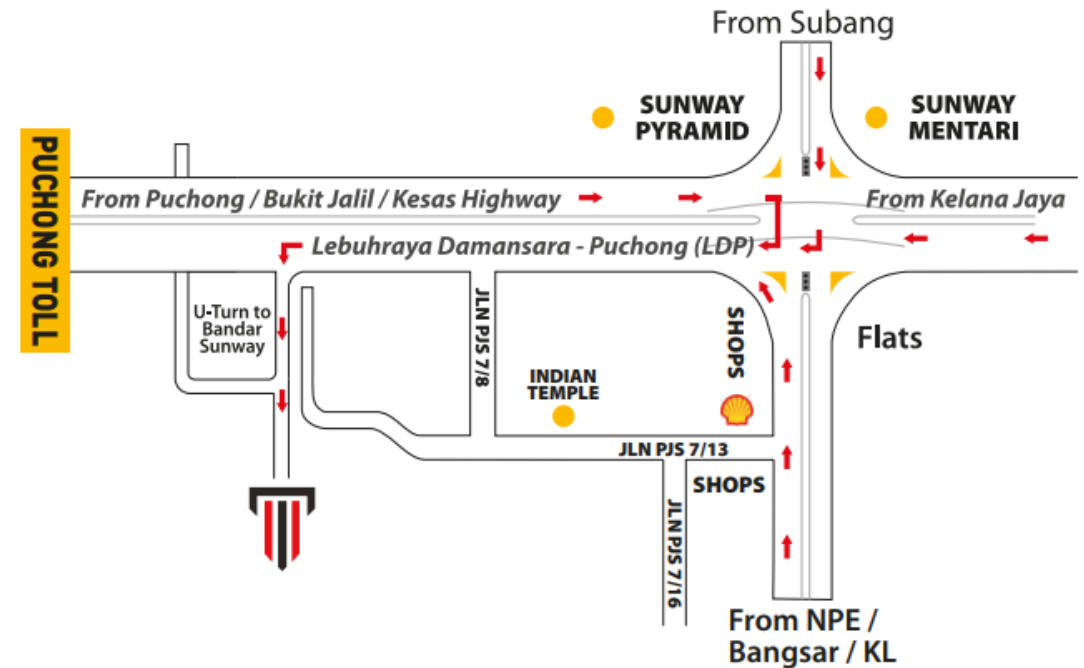 From Subang
SUNWAY
PYRAMID
SUNWAY
MENTARI
PUCHONG TOLL
From Puchong / Bukit Jalil / Kesas Highway
From Kelana Jaya
Lebuhraya Damansara - Puchong (LDP)
U-Turn to
Bandar
Sunway
JLN PJS 7/8
SHOPS
Flats
INDIAN
TEMPLE
JLN PJS 7/13
SHOPS
JLN PJS 7/16
From NPE /
Bangsar / KL